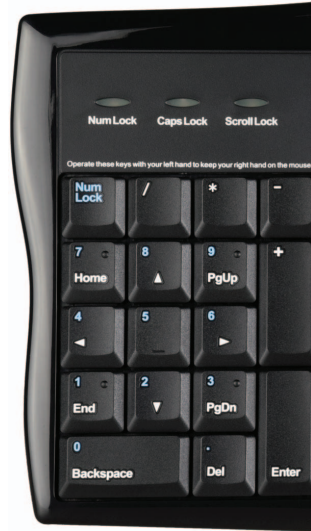 Num Lock Caps Lock Scroll Lock
Operate these keys with your left hand to keep your right hand on the mouse
Num
Lock
/ * -
7 8 9 +
Home PgUp
4 5 6
1 2 3
End PgDn
0 .
Backspace Del Enter